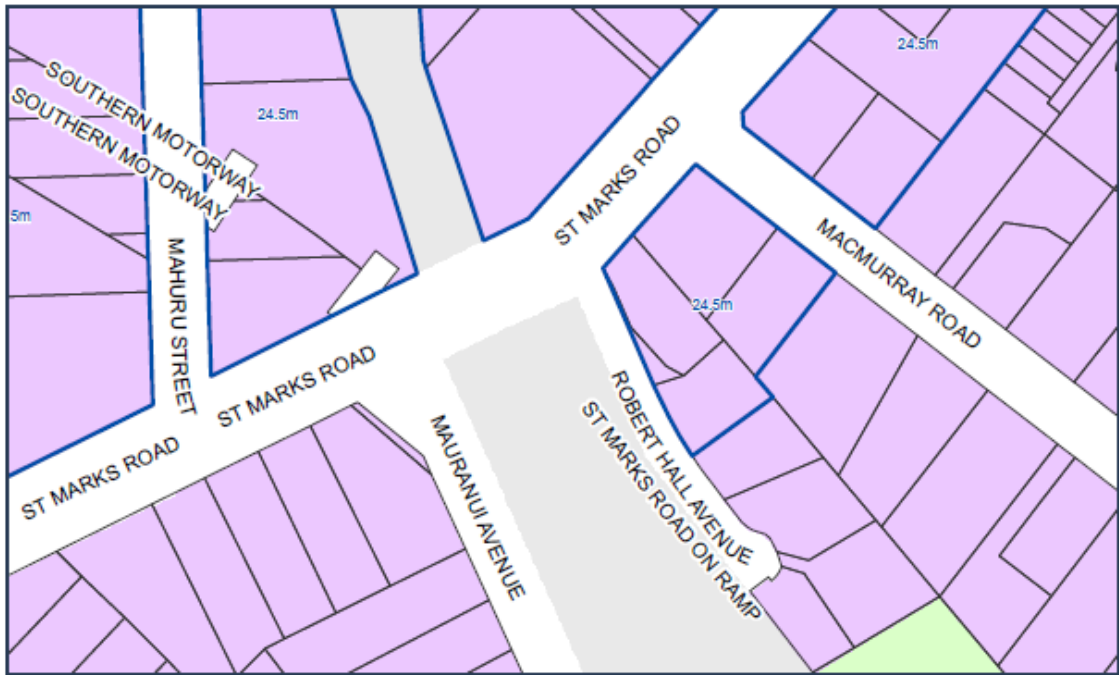 24.5m
SOUTHERN MOTORWAY
SOUTHERN MOTORWAY
24.5m
5m
ST MARKS ROAD
MAHURU STREET
MACMURRAY ROAD
24.5m
ST MARKS ROAD
ST MARKS ROAD
ROBERT HALL AVENUE
ST MARKS ROAD ON RAMP
MAURANUI AVENUE